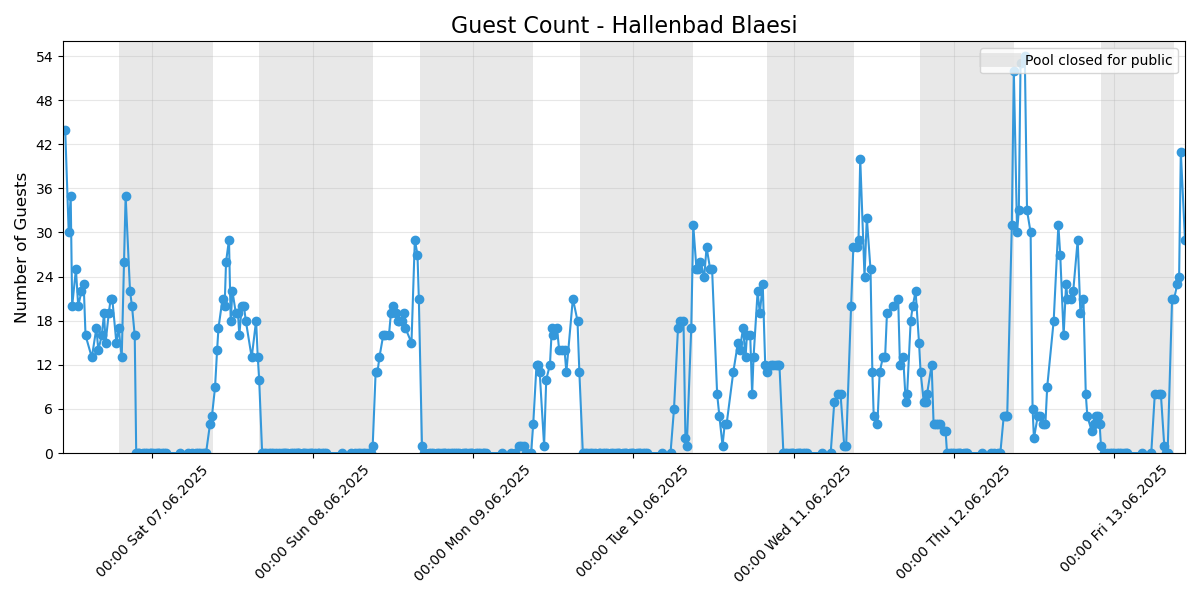 Guest Count - Hallenbad Blaesi
Pool closed for public
Number of Guests
54
48
42
36
30
24
18
12
6
0
00:00 Sat 07.06.2025
00:00 Sun 08.06.2025
00:00 Mon 09.06.2025
00:00 Tue 10.06.2025
00:00 Wed 11.06.2025
00:00 Thu 12.06.2025
00:00 Fri 13.06.2025